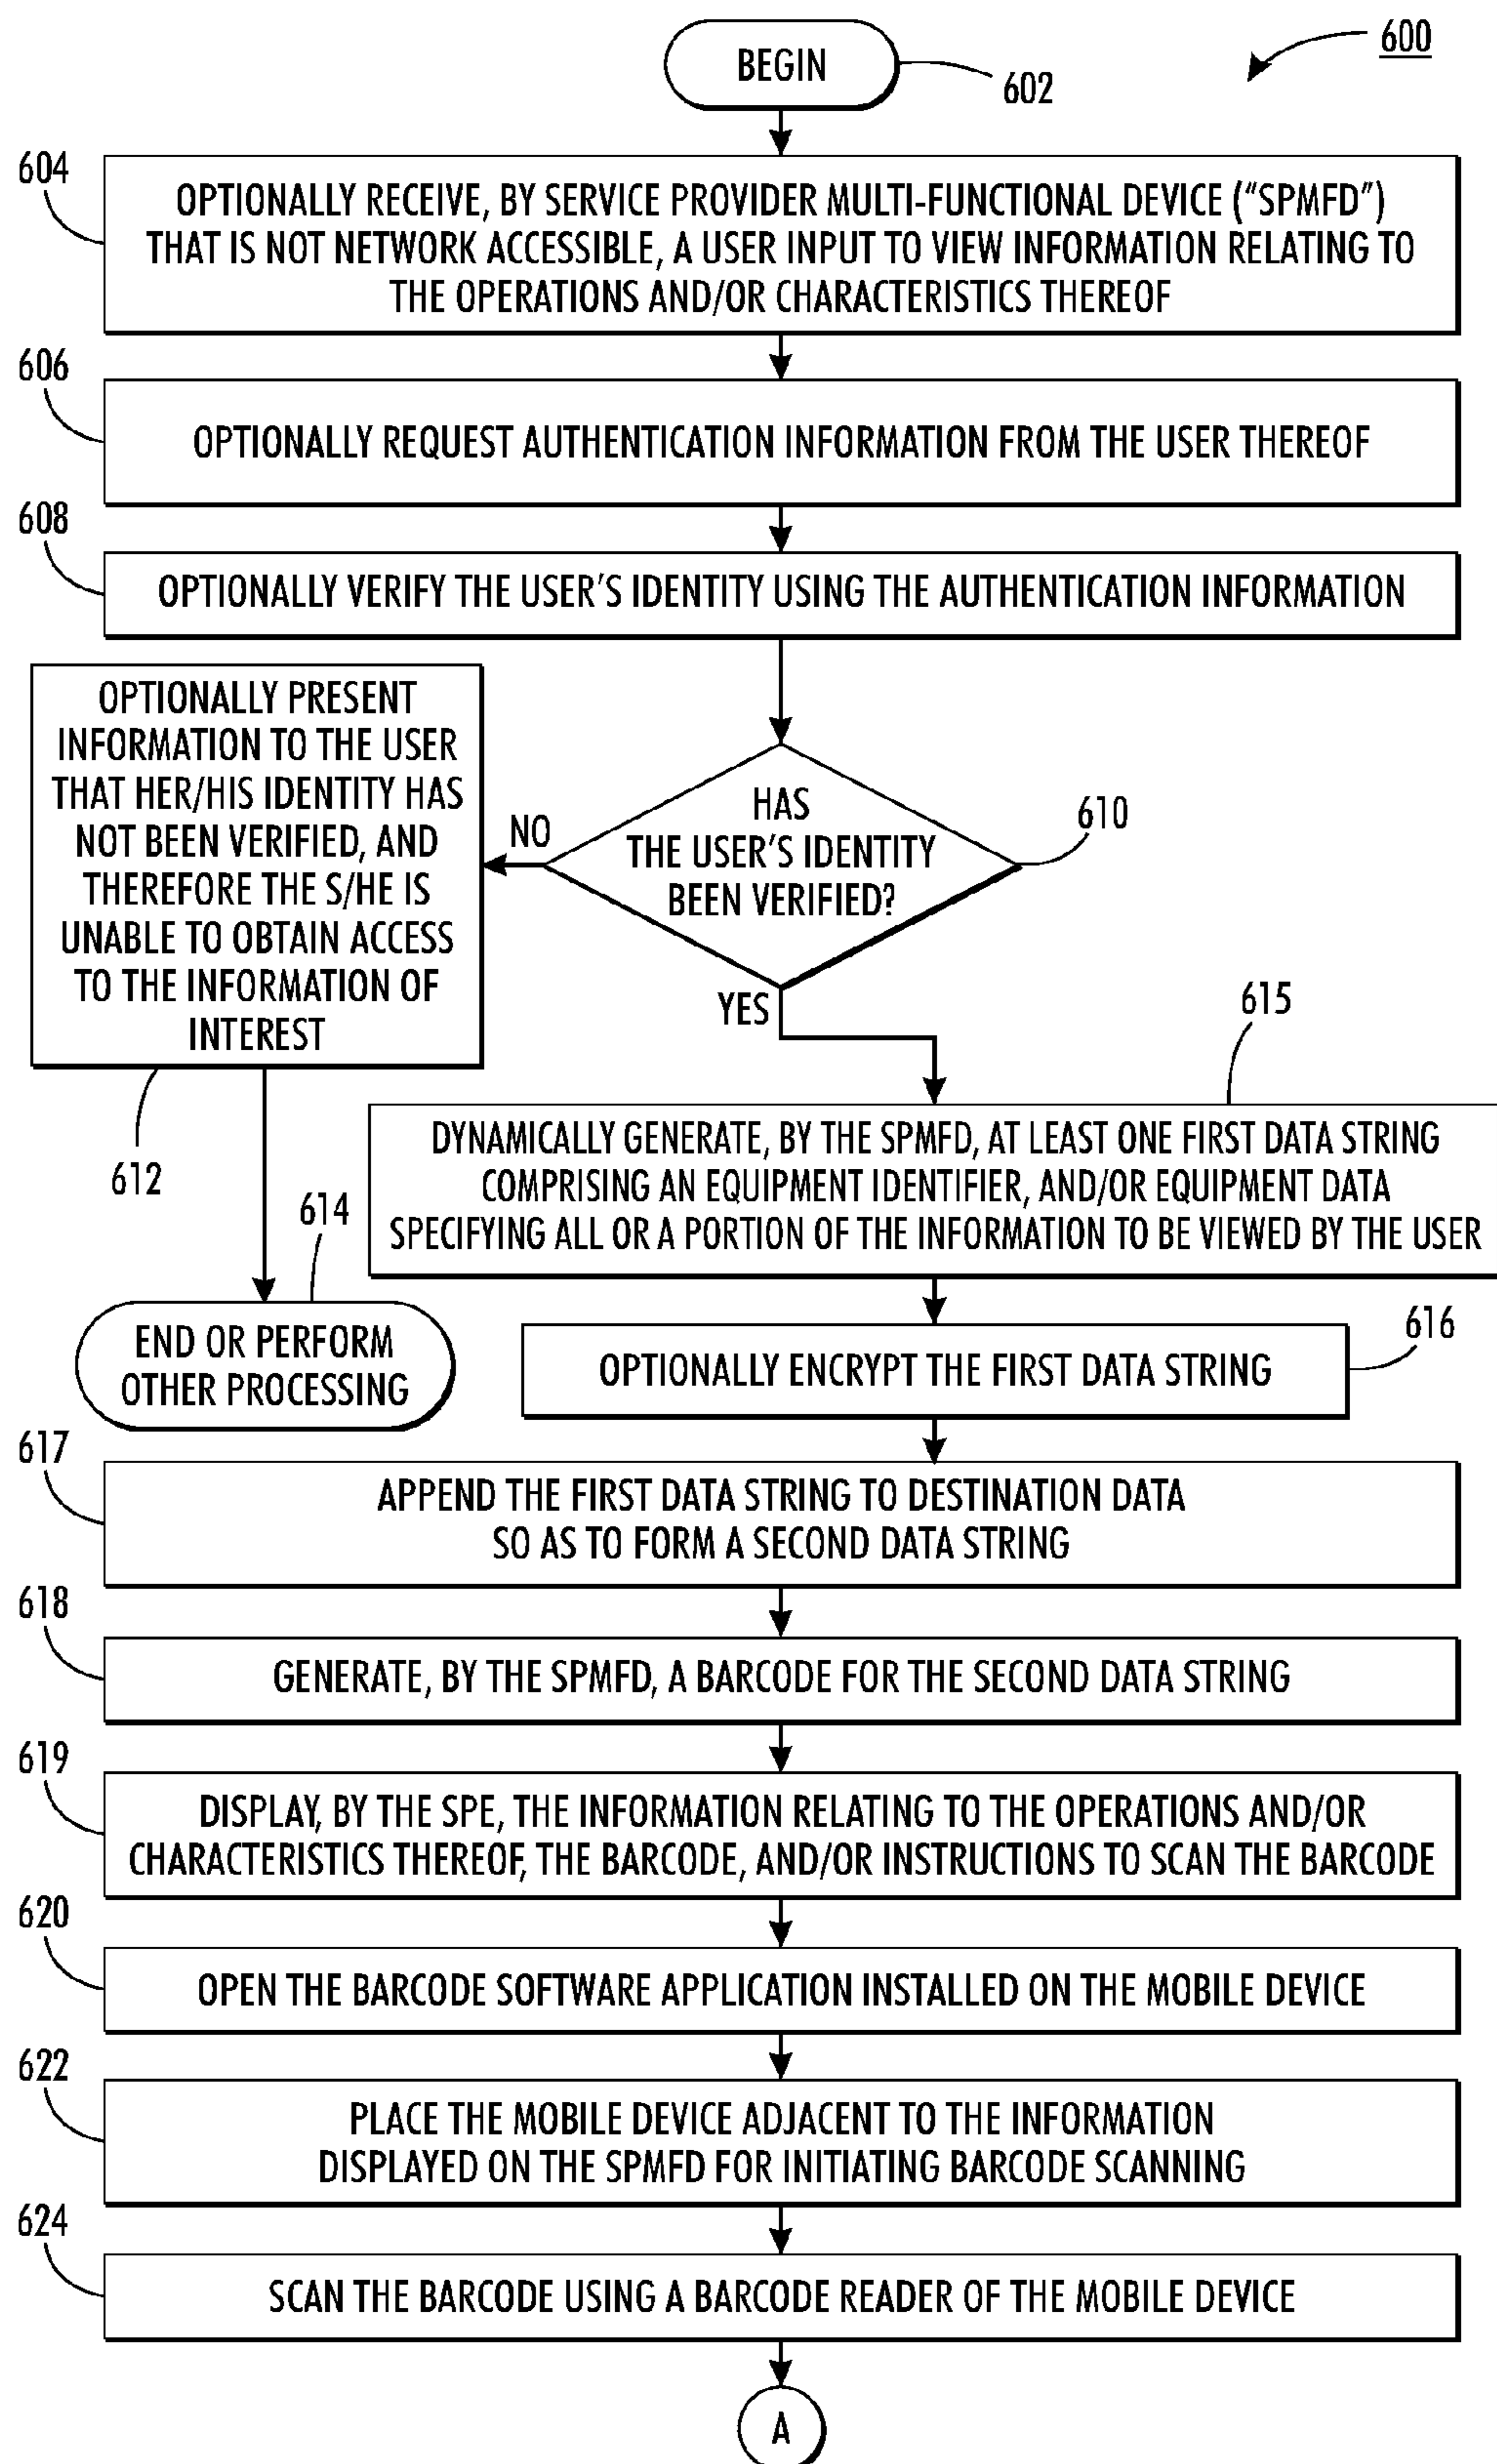 600
BEGIN
602
604
OPTIONALLY RECEIVE, BY SERVICE PROVIDER MULTI-FUNCTIONAL DEVICE (“SPMFD”)
THAT IS NOT NETWORK ACCESSIBLE, A USER INPUT TO VIEW INFORMATION RELATING TO
THE OPERATIONS AND/OR CHARACTERISTICS THEREOF
606
OPTIONALLY REQUEST AUTHENTICATION INFORMATION FROM THE USER THEREOF
608
OPTIONALLY VERIFY THE USER’S IDENTITY USING THE AUTHENTICATION INFORMATION
HAS
THE USER’S IDENTITY
BEEN VERIFIED?
610
NO
OPTIONALLY PRESENT
INFORMATION TO THE USER
THAT HER/HIS IDENTITY HAS
NOT BEEN VERIFIED, AND
THEREFORE THE S/HE IS
UNABLE TO OBTAIN ACCESS
TO THE INFORMATION OF
INTEREST
612
614
END OR PERFORM
OTHER PROCESSING
YES
615
DYNAMICALLY GENERATE, BY THE SPMFD, AT LEAST ONE FIRST DATA STRING
COMPRISING AN EQUIPMENT IDENTIFIER, AND/OR EQUIPMENT DATA
SPECIFYING ALL OR A PORTION OF THE INFORMATION TO BE VIEWED BY THE USER
616
OPTIONALLY ENCRYPT THE FIRST DATA STRING
617
APPEND THE FIRST DATA STRING TO DESTINATION DATA
SO AS TO FORM A SECOND DATA STRING
618
GENERATE, BY THE SPMFD, A BARCODE FOR THE SECOND DATA STRING
619
DISPLAY, BY THE SPE, THE INFORMATION RELATING TO THE OPERATIONS AND/OR
CHARACTERISTICS THEREOF, THE BARCODE, AND/OR INSTRUCTIONS TO SCAN THE BARCODE
620
OPEN THE BARCODE SOFTWARE APPLICATION INSTALLED ON THE MOBILE DEVICE
622
PLACE THE MOBILE DEVICE ADJACENT TO THE INFORMATION
DISPLAYED ON THE SPMFD FOR INITIATING BARCODE SCANNING
624
SCAN THE BARCODE USING A BARCODE READER OF THE MOBILE DEVICE
A